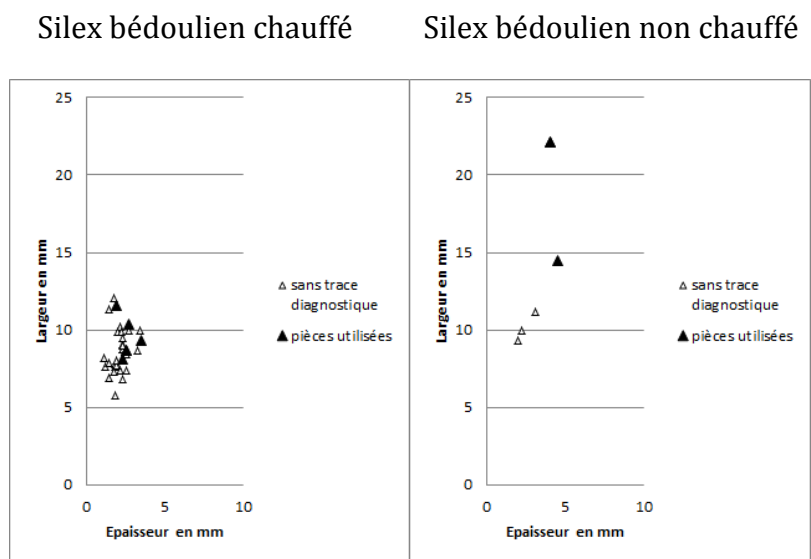 Silex bédoulien chauffé
Silex bédoulien non chauffé
25
20
15
10
5
0
0 5 10
Largeur en mm
Epaisseur en mm
sans trace
diagnostique
pièces utilisées
25
20
15
10
5
0
0 5 10
Largeur en mm
Epaisseur en mm
sans trace
diagnostique
pièces utilisées